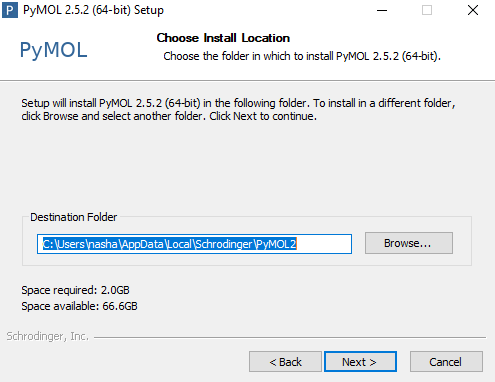 P PyMOL 2.5.2 (64-bit) Setup
PyMOL
Choose Install Location
Choose the folder in which to install PyMOL 2.5.2 (64-bit).
Setup will install PyMOL 2.5.2 (64-bit) in the following folder. To install in a different folder,
click Browse and select another folder. Click Next to continue.
Destination Folder
C:\Users\nasha\AppData\Local\Schrodinger\PyMOL2
Browse...
Space required: 2.0GB
Space available: 66.6GB
Schrodinger, Inc.
< Back Next > Cancel